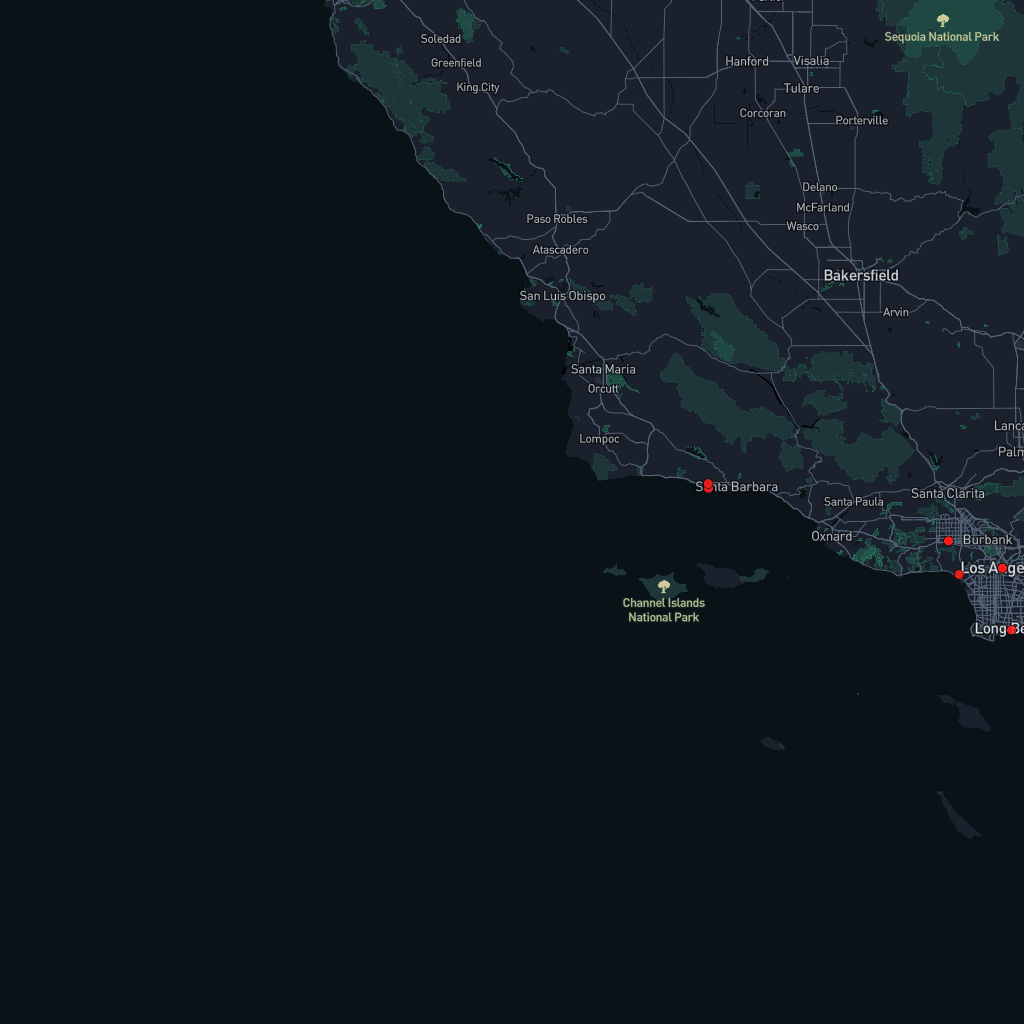 Sequoia National Park
Soledad
Greenfield
King City
Hanford
Visalia
Tulare
Corcoran
Porterville
Delano
McFarland
Wasco
Paso Robles
Atascadero
Bakersfield
San Luis Obispo
Arvin
Santa Maria
Orcutt
Lompoc
Lanca
Palm
Santa Barbara
Santa Clarita
Santa Paula
Oxnard
Burbank
Los Ange
Channel Islands
National Park
Long Be